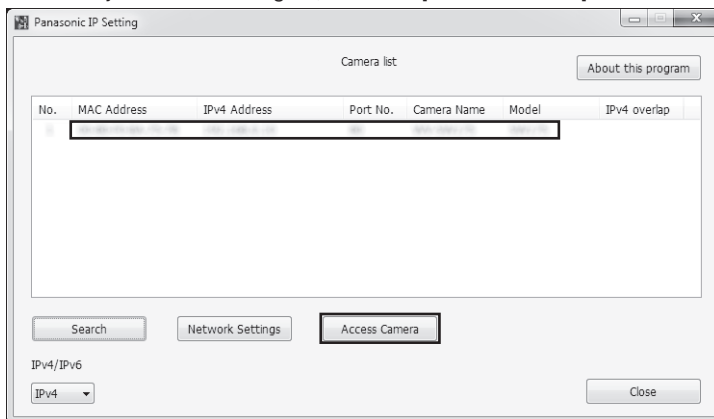 Panasonic IP Setting
Camera list
About this program
No. MAC Address IPv4 Address Port No. Camera Name Model IPv4 overlap
Search Network Settings Access Camera
IPv4/IPv6
IPv4
Close